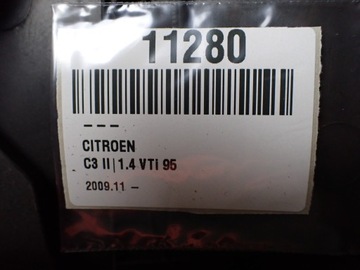 11280
---
CITROEN
C3 II | 1.4 VTi 95
2009.11 -